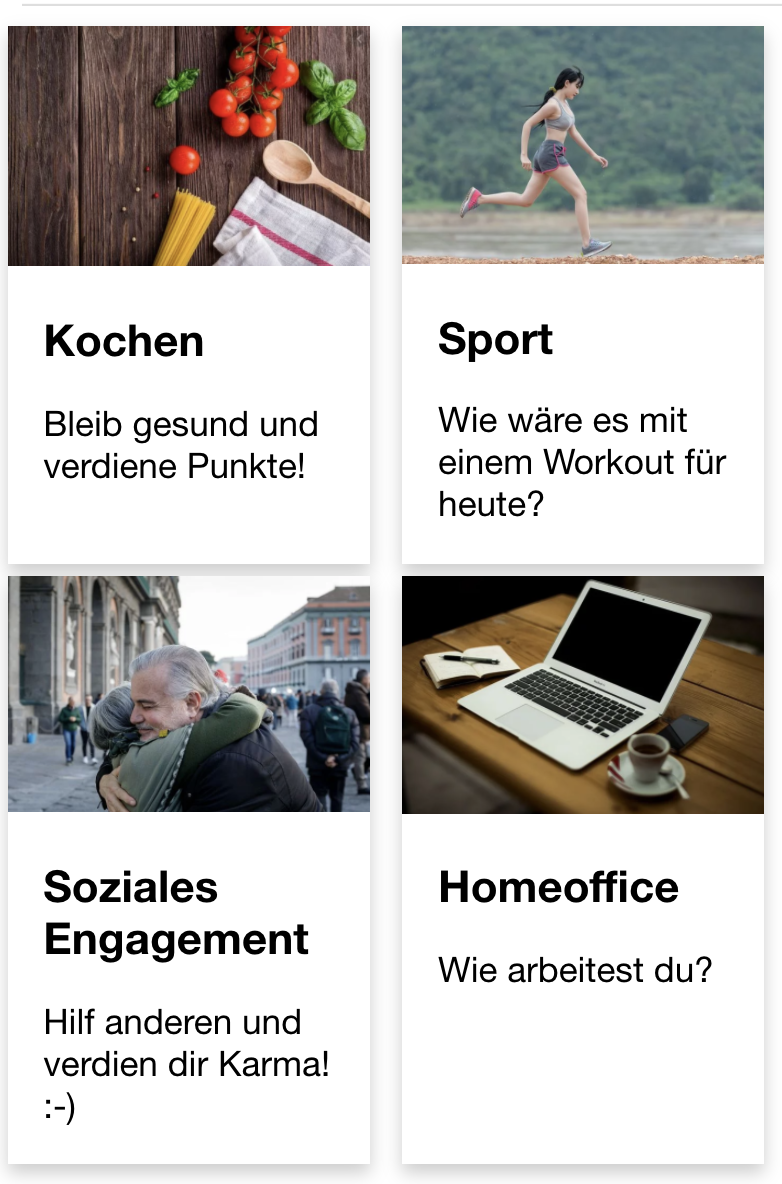 Kochen
Bleib gesund und
verdiene Punkte!
Sport
Wie wäre es mit
einem Workout für
heute?
Soziales
Engagement
Hilf anderen und
verdien dir Karma!
:-)
Homeoffice
Wie arbeitest du?